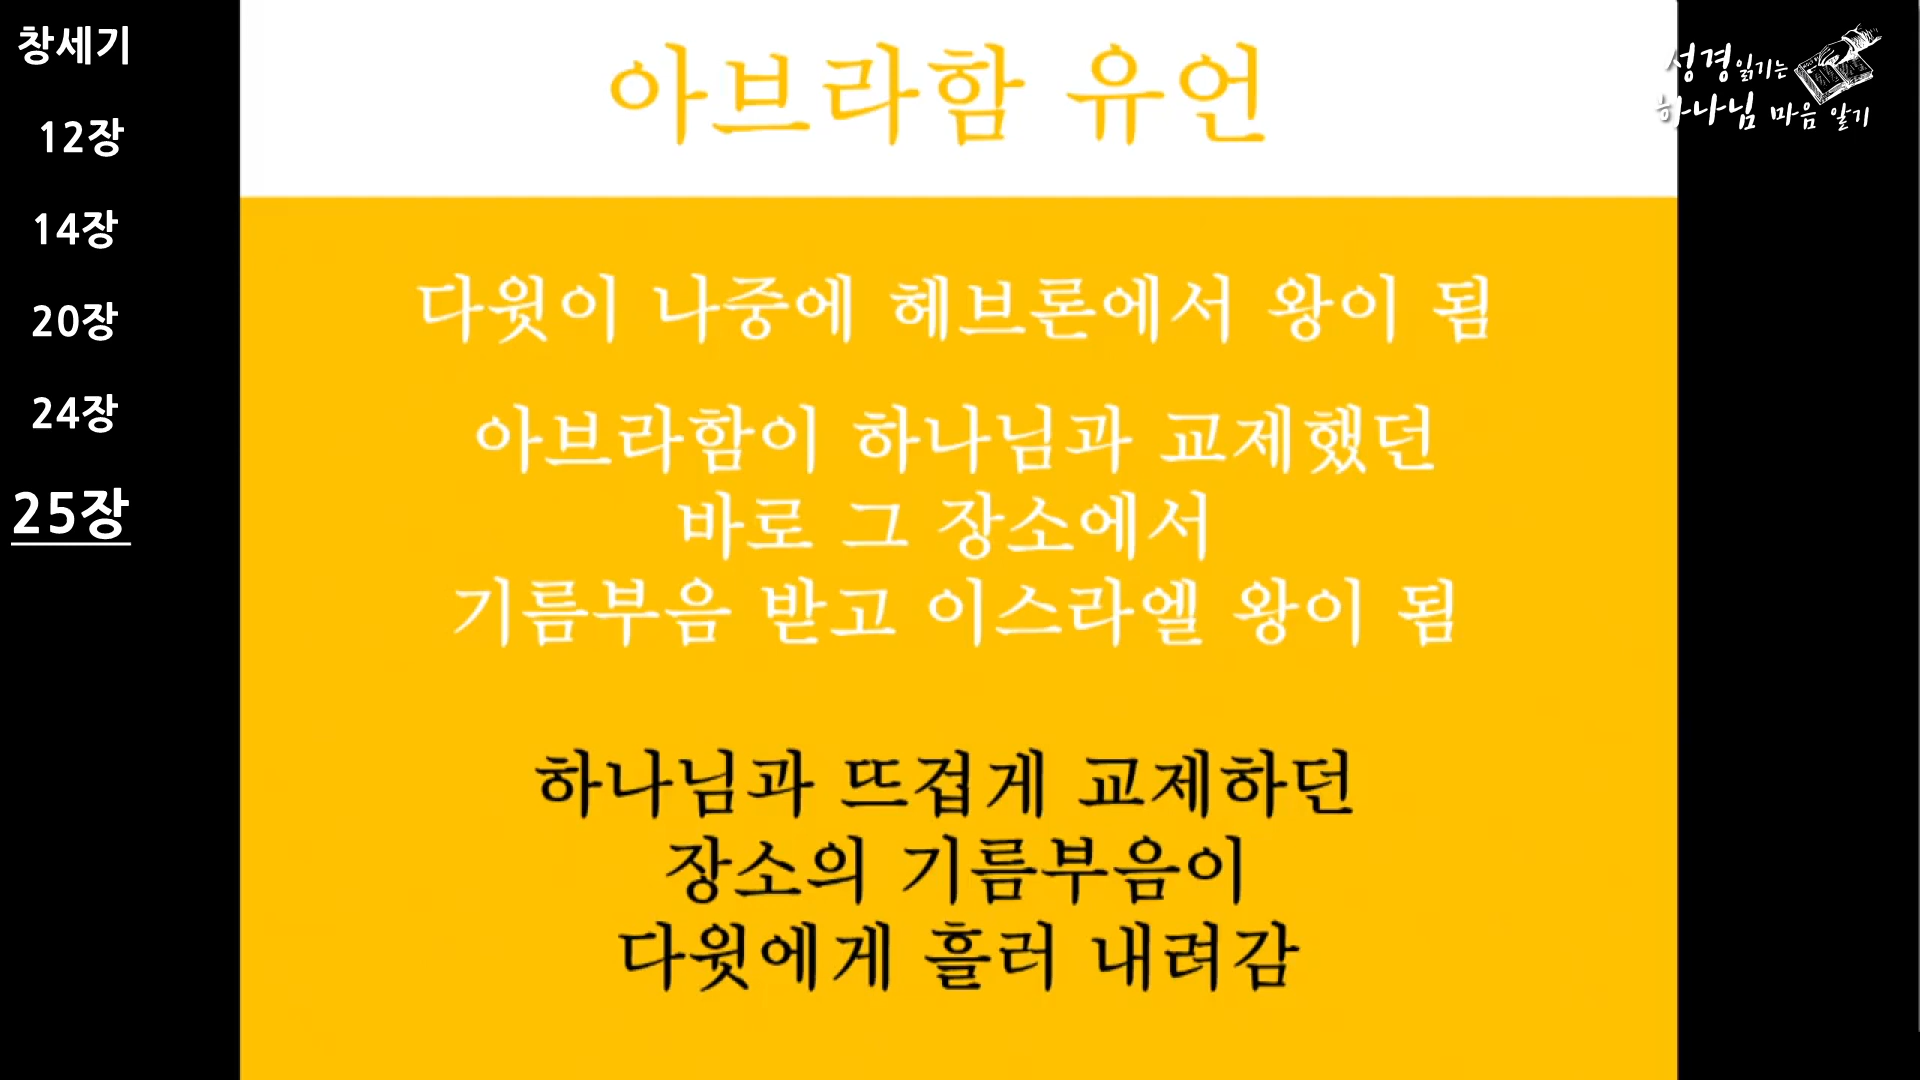 창세기
12장
14장
20장
24장
25장
아브라함 유언
다윗이 나중에 헤브론에서 왕이 됨
아브라함이 하나님과 교제했던
바로 그 장소에서
기름부음 받고 이스라엘 왕이 됨
하나님과 뜨겁게 교제하던
장소의 기름부음이
다윗에게 흘러 내려감
성경읽기는
하나님 마음 알기